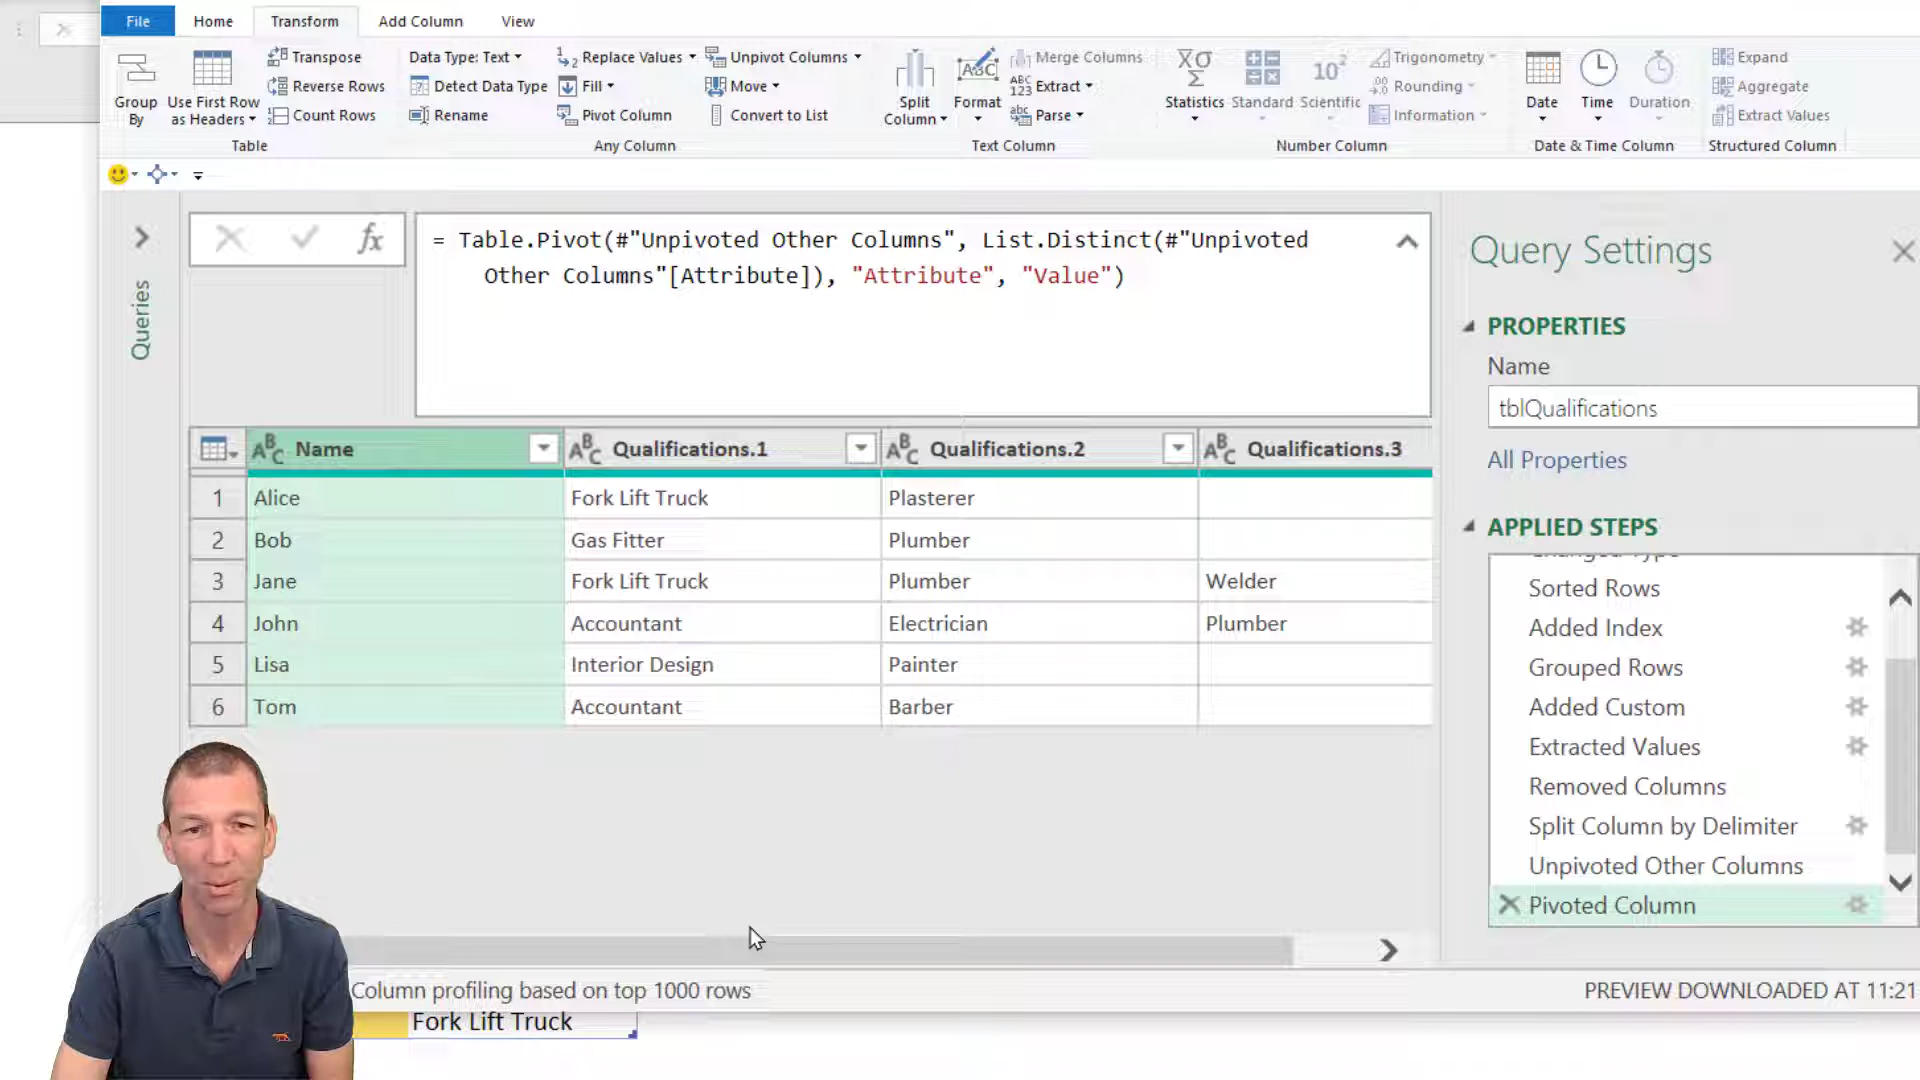 File Home Transform Add Column View
Group By
Use First Row as Headers
Transpose
Reverse Rows
Count Rows
Table
Data Type: Text
Detect Data Type
Rename
Replace Values
Fill
Pivot Column
Unpivot Columns
Move
Convert to List
Any Column
Split Column
Format
Merge Columns
Extract
Parse
Text Column
Statistics
Standard
Scientific
Trigonometry
Rounding
Information
Number Column
Date
Time
Duration
Date & Time Column
Expand
Aggregate
Extract Values
Structured Column
Queries
fx
= Table.Pivot(#"Unpivoted Other Columns", List.Distinct(#"Unpivoted
Other Columns"[Attribute]), "Attribute", "Value")
Name Qualifications.1 Qualifications.2 Qualifications.3
1 Alice Fork Lift Truck Plasterer
2 Bob Gas Fitter Plumber
3 Jane Fork Lift Truck Plumber Welder
4 John Accountant Electrician Plumber
5 Lisa Interior Design Painter
6 Tom Accountant Barber
Query Settings
PROPERTIES
Name
tblQualifications
All Properties
APPLIED STEPS
Changed Type
Sorted Rows
Added Index
Grouped Rows
Added Custom
Extracted Values
Removed Columns
Split Column by Delimiter
Unpivoted Other Columns
Pivoted Column
Column profiling based on top 1000 rows
PREVIEW DOWNLOADED AT 11:21
Fork Lift Truck